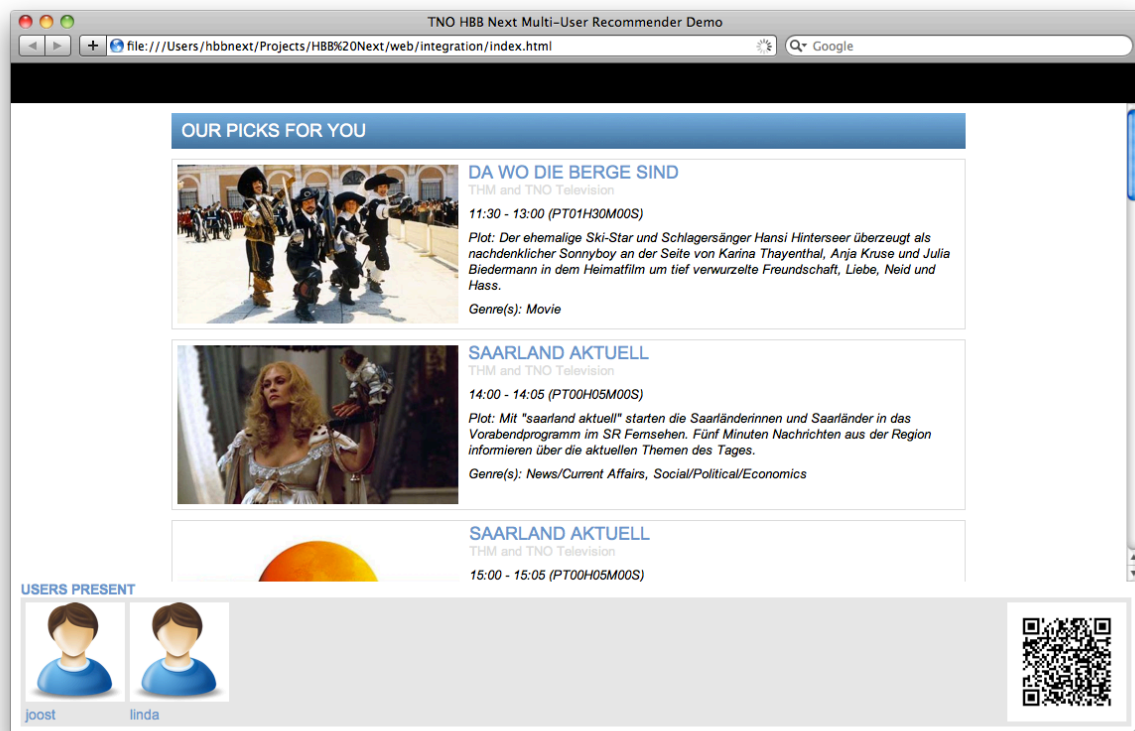 TNO HBB Next Multi-User Recommender Demo
file:///Users/hbbnext/Projects/HBB%20Next/web/integration/index.html
Google
OUR PICKS FOR YOU
DA WO DIE BERGE SIND
THM and TNO Television
11:30 - 13:00 (PT01H30M00S)
Plot: Der ehemalige Ski-Star und Schlagersänger Hansi Hinterseer überzeugt als
nachdenklicher Sonnyboy an der Seite von Karina Thayenthal, Anja Kruse und Julia
Biedermann in dem Heimatfilm um tief verwurzelte Freundschaft, Liebe, Neid und
Hass.
Genre(s): Movie
SAARLAND AKTUELL
THM and TNO Television
14:00 - 14:05 (PT00H05M00S)
Plot: Mit "saarland aktuell" starten die Saarländerinnen und Saarländer in das
Vorabendprogramm im SR Fernsehen. Fünf Minuten Nachrichten aus der Region
informieren über die aktuellen Themen des Tages.
Genre(s): News/Current Affairs, Social/Political/Economics
SAARLAND AKTUELL
THM and TNO Television
15:00 - 15:05 (PT00H05M00S)
USERS PRESENT
joost
linda